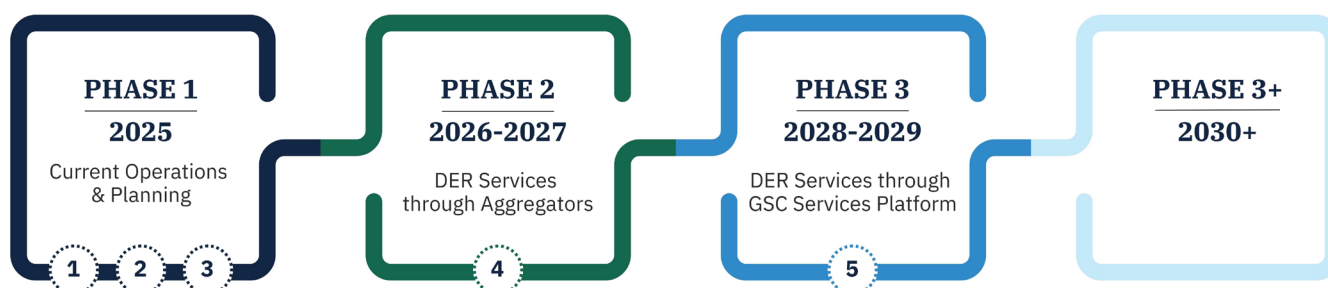 PHASE 1
2025
Current Operations
& Planning
1
2
3
PHASE 2
2026-2027
DER Services
through Aggregators
4
PHASE 3
2028-2029
DER Services through
GSC Services Platform
5
PHASE 3+
2030+